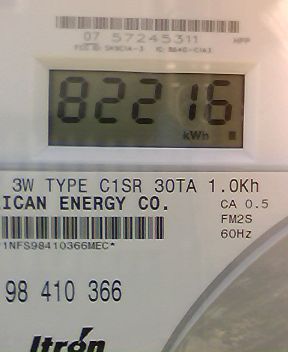 07 57245311
82216
kWh
3W TYPE C1SR 30TA 1.0Kh
ICAN ENERGY CO.
CA 0.5
FM2S
60Hz
1NFS98410366MEC*
98 410 366
Itrón